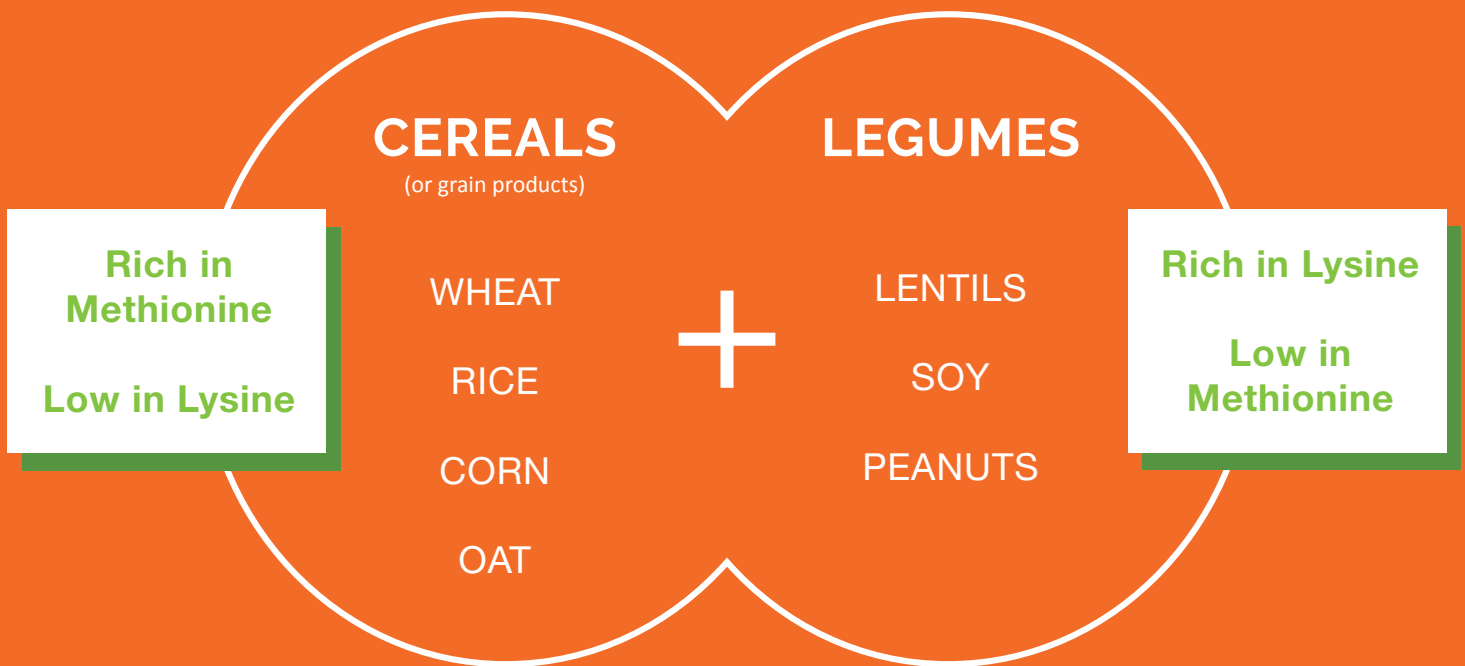 CEREALS
(or grain products)
Rich in
Methionine
Low in Lysine
WHEAT
RICE
CORN
OAT
+
LEGUMES
LENTILS
SOY
PEANUTS
Rich in Lysine
Low in
Methionine